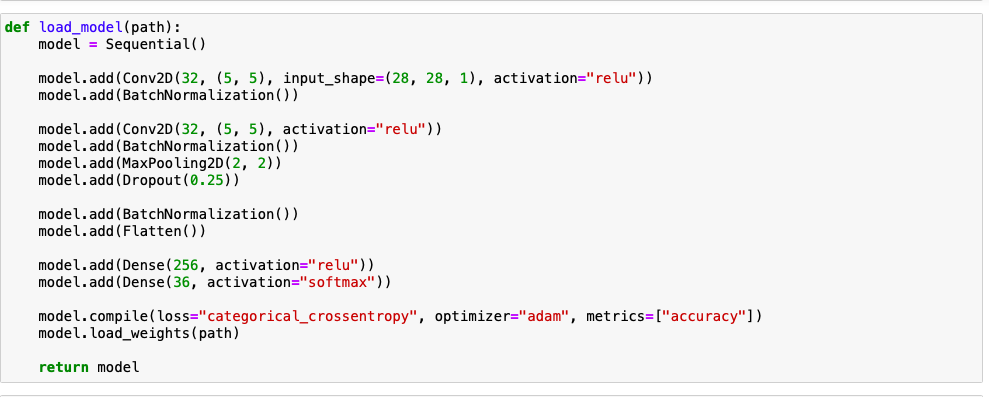 def load_model(path):
    model = Sequential()

    model.add(Conv2D(32, (5, 5), input_shape=(28, 28, 1), activation="relu"))
    model.add(BatchNormalization())

    model.add(Conv2D(32, (5, 5), activation="relu"))
    model.add(BatchNormalization())
    model.add(MaxPooling2D(2, 2))
    model.add(Dropout(0.25))

    model.add(BatchNormalization())
    model.add(Flatten())

    model.add(Dense(256, activation="relu"))
    model.add(Dense(36, activation="softmax"))

    model.compile(loss="categorical_crossentropy", optimizer="adam", metrics=["accuracy"])
    model.load_weights(path)

    return model